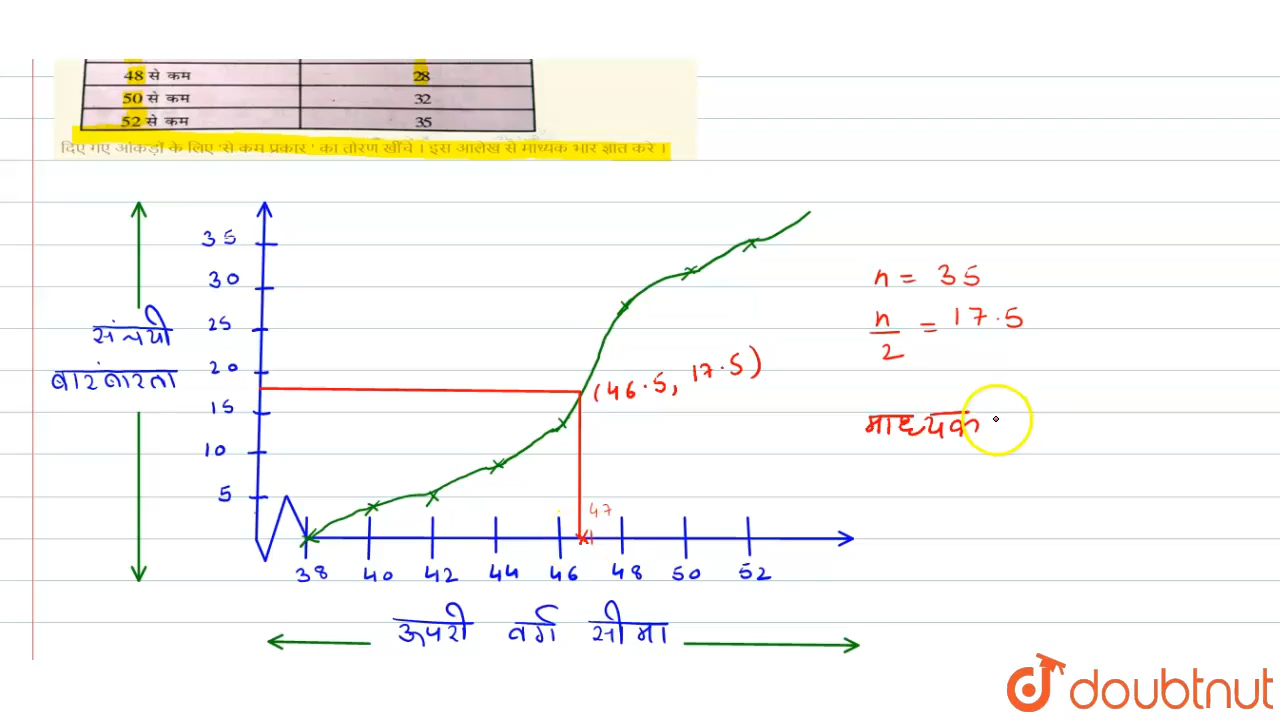 48 से कम 28
50 से कम 32
52 से कम 35
दिए गए आंकड़ों के लिए 'से कम प्रकार ' का तोरण खींचें । इस आलेख से माध्यक भार ज्ञात करे ।
35
30
25
20
15
10
5
संचयी
बारंबारता
n = 35
n/2 = 17.5
(46.5, 17.5)
माध्यक
47
38 40 42 44 46 48 50 52
ऊपरी वर्ग सीमा
doubtnut